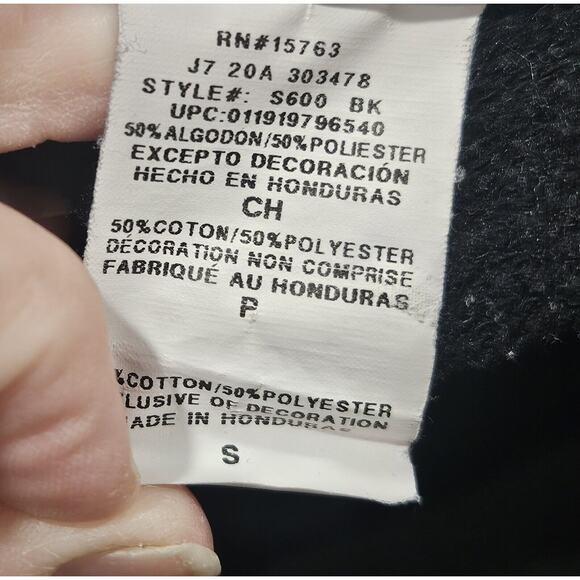 RN#15763
J7 20A 303478
STYLE#: S600 BK
UPC:011919796540
50%ALGODON/50%POLIESTER
EXCEPTO DECORACIÓN
HECHO EN HONDURAS
CH
50%COTON/50%POLYESTER
DÉCORATION NON COMPRISE
FABRIQUÉ AU HONDURAS
P
%COTTON/50%POLYESTER
LUSIVE OF DECORATION
ADE IN HONDURAS
S